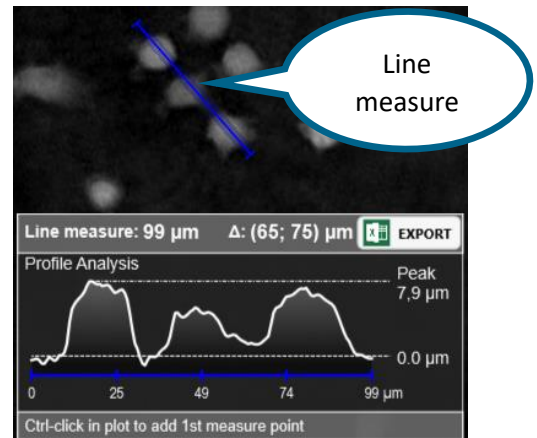 Line
measure
Line measure: 99 µm Δ: (65; 75) µm EXPORT
Profile Analysis
Peak
7,9 µm
0.0 µm
0 25 49 74 99 µm
Ctrl-click in plot to add 1st measure point